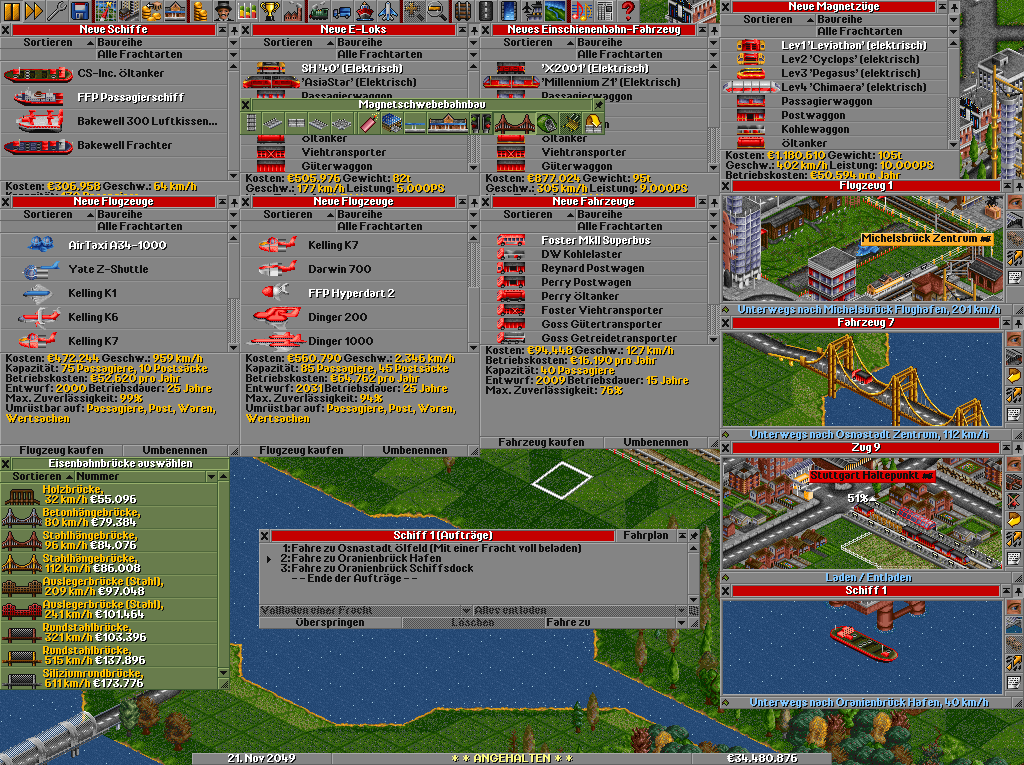 Neue Schiffe
Sortieren Baureihe
Alle Frachtarten
CS-Inc. Öltanker
FFP Passagierschiff
Bakewell 300 Luftkissen...
Bakewell Frachter
Kosten: €306.958 Geschw.: 64 km/h
Neue E-Loks
Sortieren Baureihe
Alle Frachtarten
SH '40' (Elektrisch)
'AsiaStar' (Elektrisch)
Passagierwaggon
Öltanker
Viehtransporter
Güterwaggon
Kosten: €505.976 Gewicht: 82t
Geschw.: 177 km/h Leistung: 5.000PS
Neues Einschienenbahn-Fahrzeug
Sortieren Baureihe
Alle Frachtarten
'X2001' (Elektrisch)
'Millennium Z1' (Elektrisch)
Passagierwaggon
Öltanker
Viehtransporter
Güterwaggon
Kosten: €877.024 Gewicht: 95t
Geschw.: 305 km/h Leistung: 9.000PS
Magnetschwebebahnbau
Neue Magnetzüge
Sortieren Baureihe
Alle Frachtarten
Lev1 'Leviathan' (elektrisch)
Lev2 'Cyclops' (elektrisch)
Lev3 'Pegasus' (elektrisch)
Lev4 'Chimaera' (elektrisch)
Passagierwaggon
Postwaggon
Kohlewaggon
Öltanker
Kosten: €1.180.610 Gewicht: 105t
Geschw.: 402 km/h Leistung: 10.000PS
Betriebskosten: €50.594 pro Jahr
Neue Flugzeuge
Sortieren Baureihe
Alle Frachtarten
AirTaxi A34-1000
Yate Z-Shuttle
Kelling K1
Kelling K6
Kelling K7
Kosten: €472.244 Geschw.: 959 km/h
Kapazität: 75 Passagiere, 10 Postsäcke
Betriebskosten: €52.620 pro Jahr
Entwurf: 2000 Betriebsdauer: 25 Jahre
Max. Zuverlässigkeit: 99%
Umrüstbar auf: Passagiere, Post, Waren,
Wertsachen
Flugzeug kaufen Umbenennen
Neue Flugzeuge
Sortieren Baureihe
Alle Frachtarten
Kelling K7
Darwin 700
FFP Hyperdart 2
Dinger 200
Dinger 1000
Kosten: €560.790 Geschw.: 2.346 km/h
Kapazität: 85 Passagiere, 45 Postsäcke
Betriebskosten: €64.762 pro Jahr
Entwurf: 2031 Betriebsdauer: 25 Jahre
Max. Zuverlässigkeit: 94%
Umrüstbar auf: Passagiere, Post, Waren,
Wertsachen
Flugzeug kaufen Umbenennen
Neue Fahrzeuge
Sortieren Baureihe
Alle Frachtarten
Foster MkII Superbus
DW Kohlelaster
Reynard Postwagen
Perry Postwagen
Perry Öltanker
Foster Viehtransporter
Goss Gütertransporter
Goss Getreidetransporter
Kosten: €94.448 Geschw.: 127 km/h
Betriebskosten: €15.190 pro Jahr
Kapazität: 40 Passagiere
Entwurf: 2009 Betriebsdauer: 15 Jahre
Max. Zuverlässigkeit: 76%
Fahrzeug kaufen Umbenennen
Flugzeug 1
Michelsbrück Zentrum
Unterwegs nach Michelsbrück Flughafen, 201 km/h
Fahrzeug 7
Unterwegs nach Osnastadt Zentrum, 112 km/h
Zug 9
Stuttgart Haltepunkt
51%
Laden / Entladen
Schiff 1
Unterwegs nach Oranienbrück Hafen, 40 km/h
Eisenbahnbrücke auswählen
Sortieren Nummer
Holzbrücke,
32 km/h €55.096
Betonhängebrücke,
80 km/h €79.384
Stahlhängebrücke,
96 km/h €84.076
Stahlhängebrücke,
112 km/h €86.008
Auslegerbrücke (Stahl),
209 km/h €97.048
Auslegerbrücke (Stahl),
241 km/h €101.464
Rundstahlbrücke,
321 km/h €103.396
Rundstahlbrücke,
515 km/h €137.896
Siliziumrundbrücke,
611 km/h €173.776
Schiff 1 (Aufträge) Fahrplan
1: Fahre zu Osnastadt Ölfeld (Mit einer Fracht voll beladen)
2: Fahre zu Oranienbrück Hafen
3: Fahre zu Oranienbrück Schiffsdock
- - Ende der Aufträge - -
Vollladen einer Fracht Alles entladen
Überspringen Löschen Fahre zu
21. Nov 2049 * * ANGEHALTEN * * €34.480.876